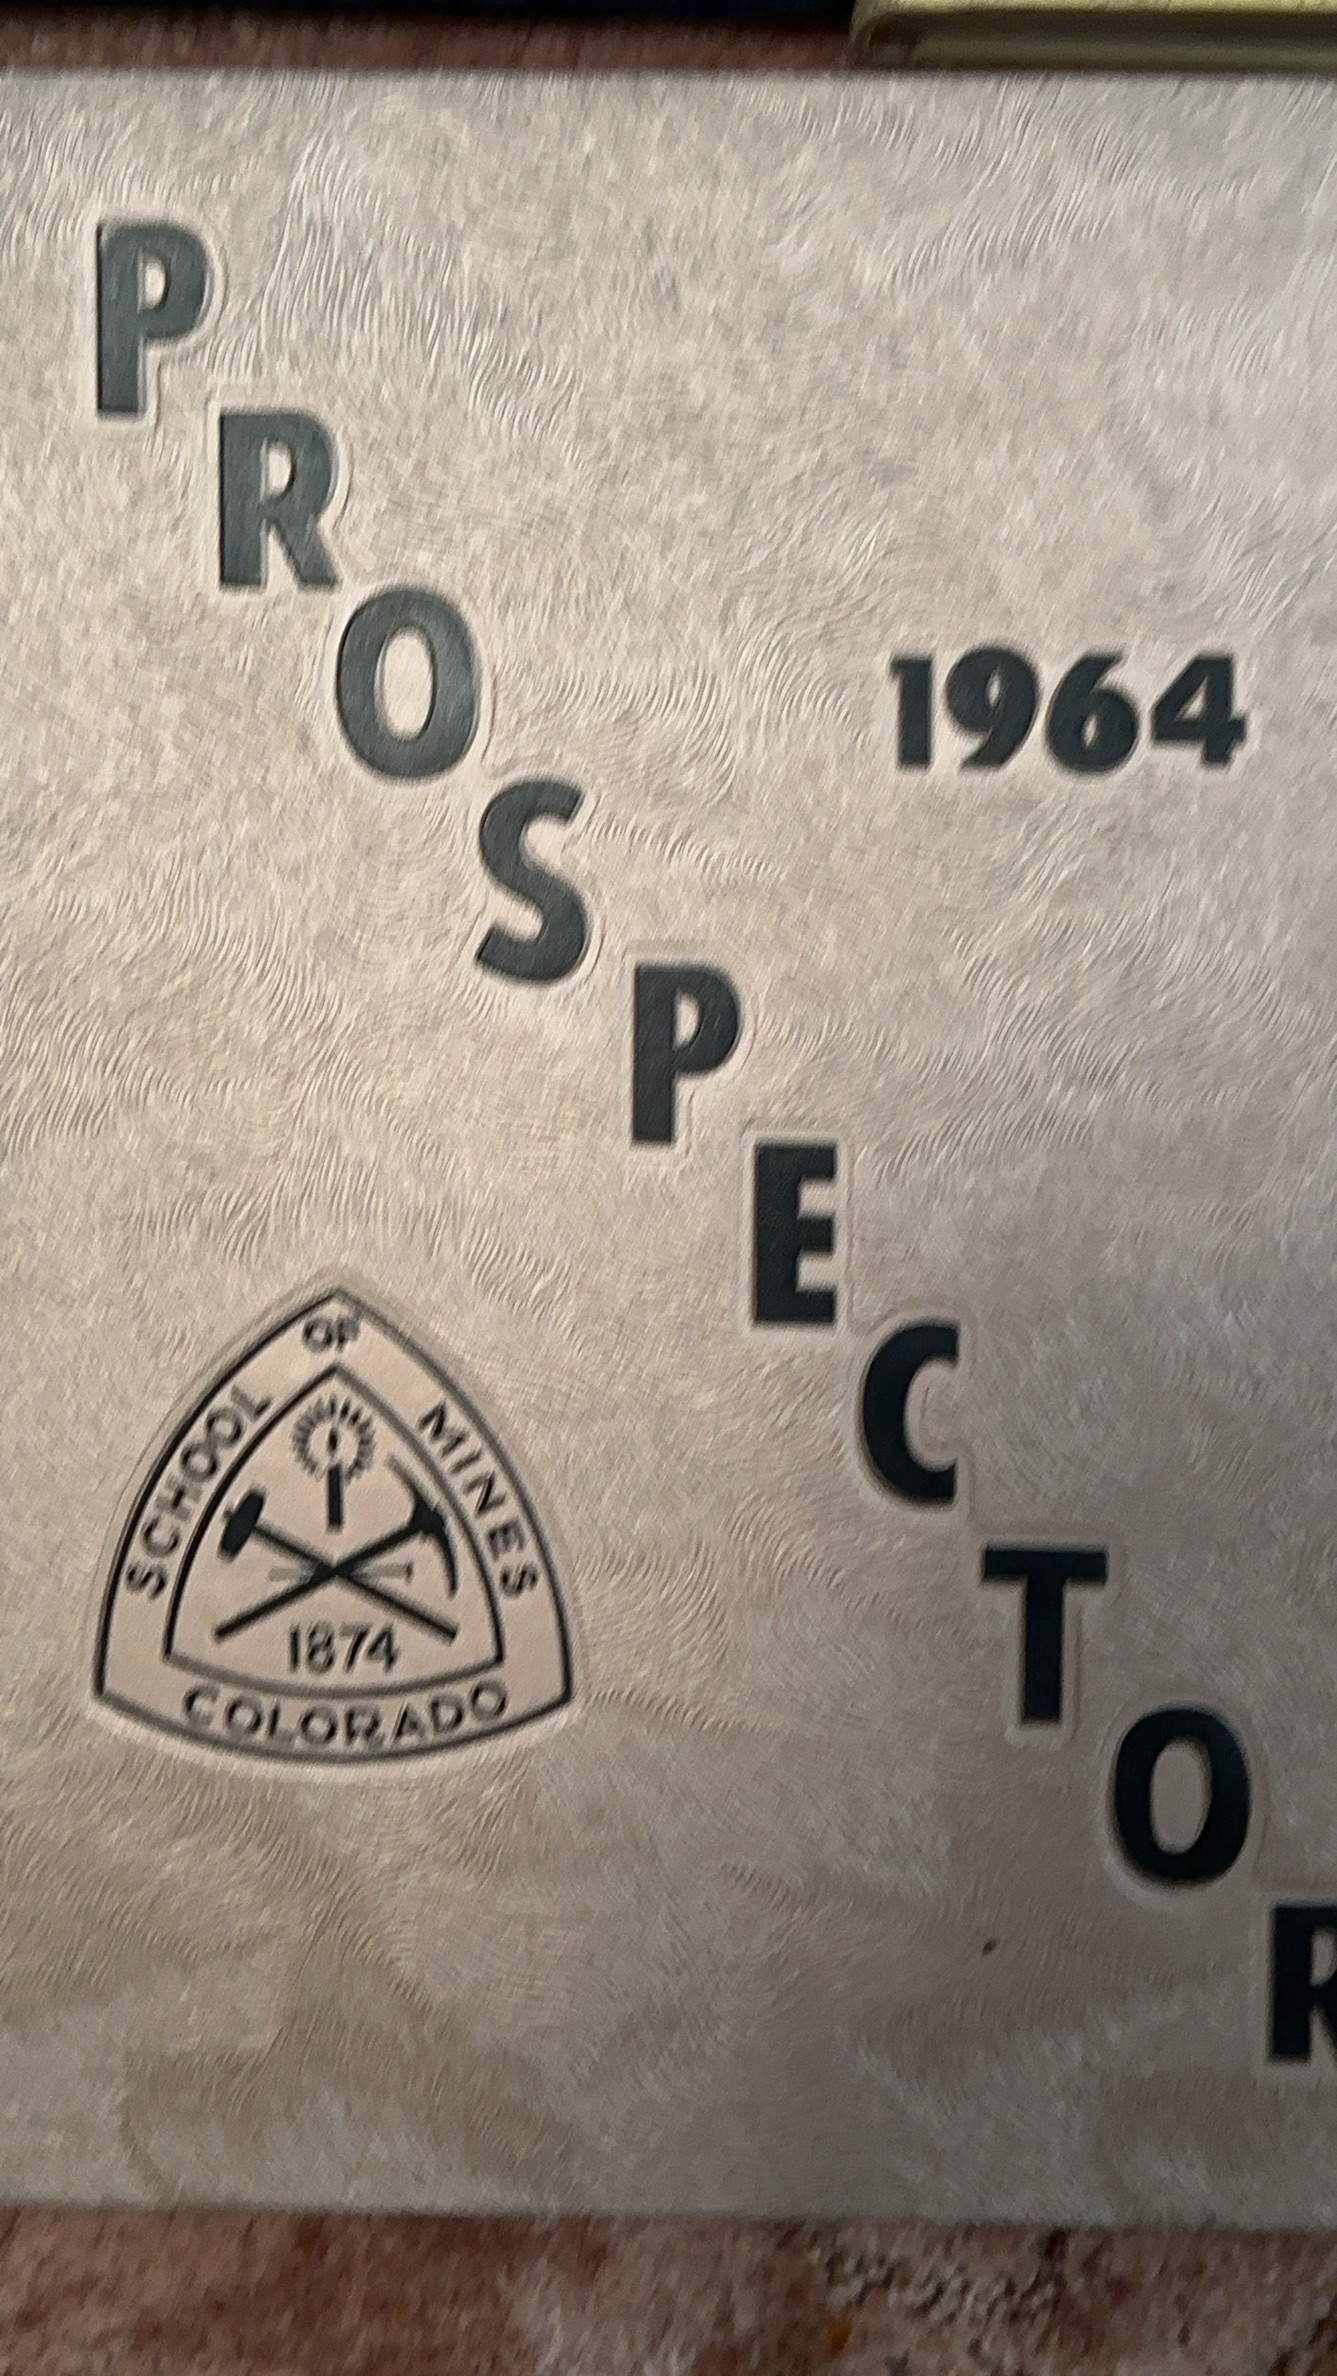 PROSPECTOR
1964
SCHOOL OF MINES
1874
COLORADO